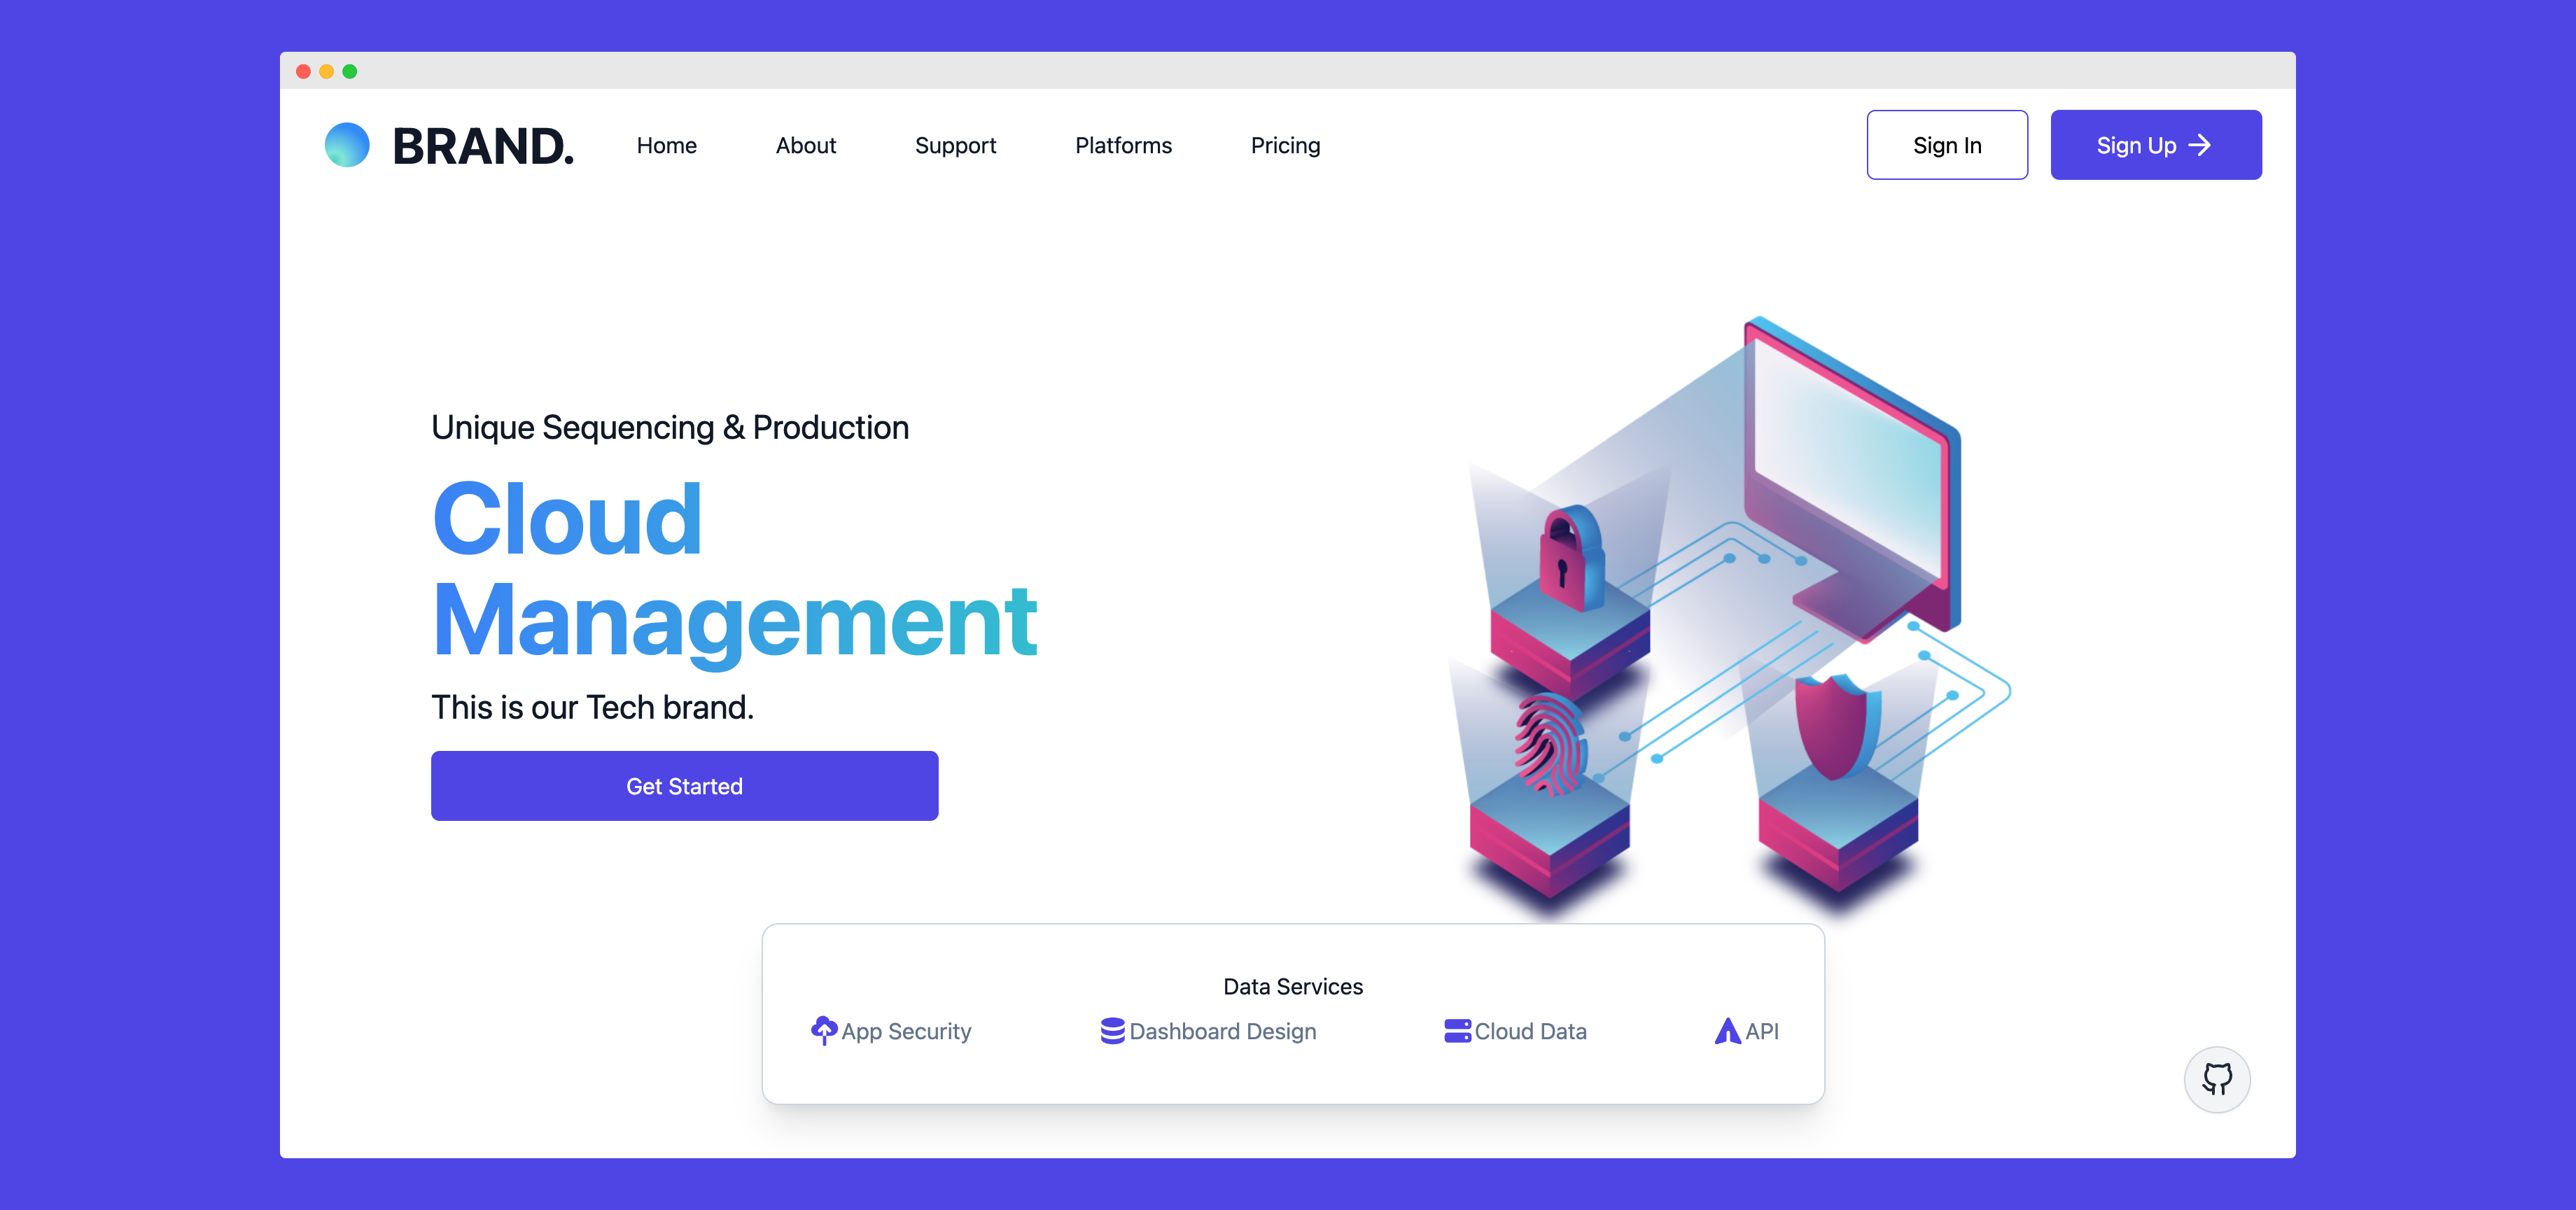 BRAND. Home About Support Platforms Pricing Sign In Sign Up
Unique Sequencing & Production
Cloud
Management
This is our Tech brand.
Get Started
Data Services
App Security Dashboard Design Cloud Data API